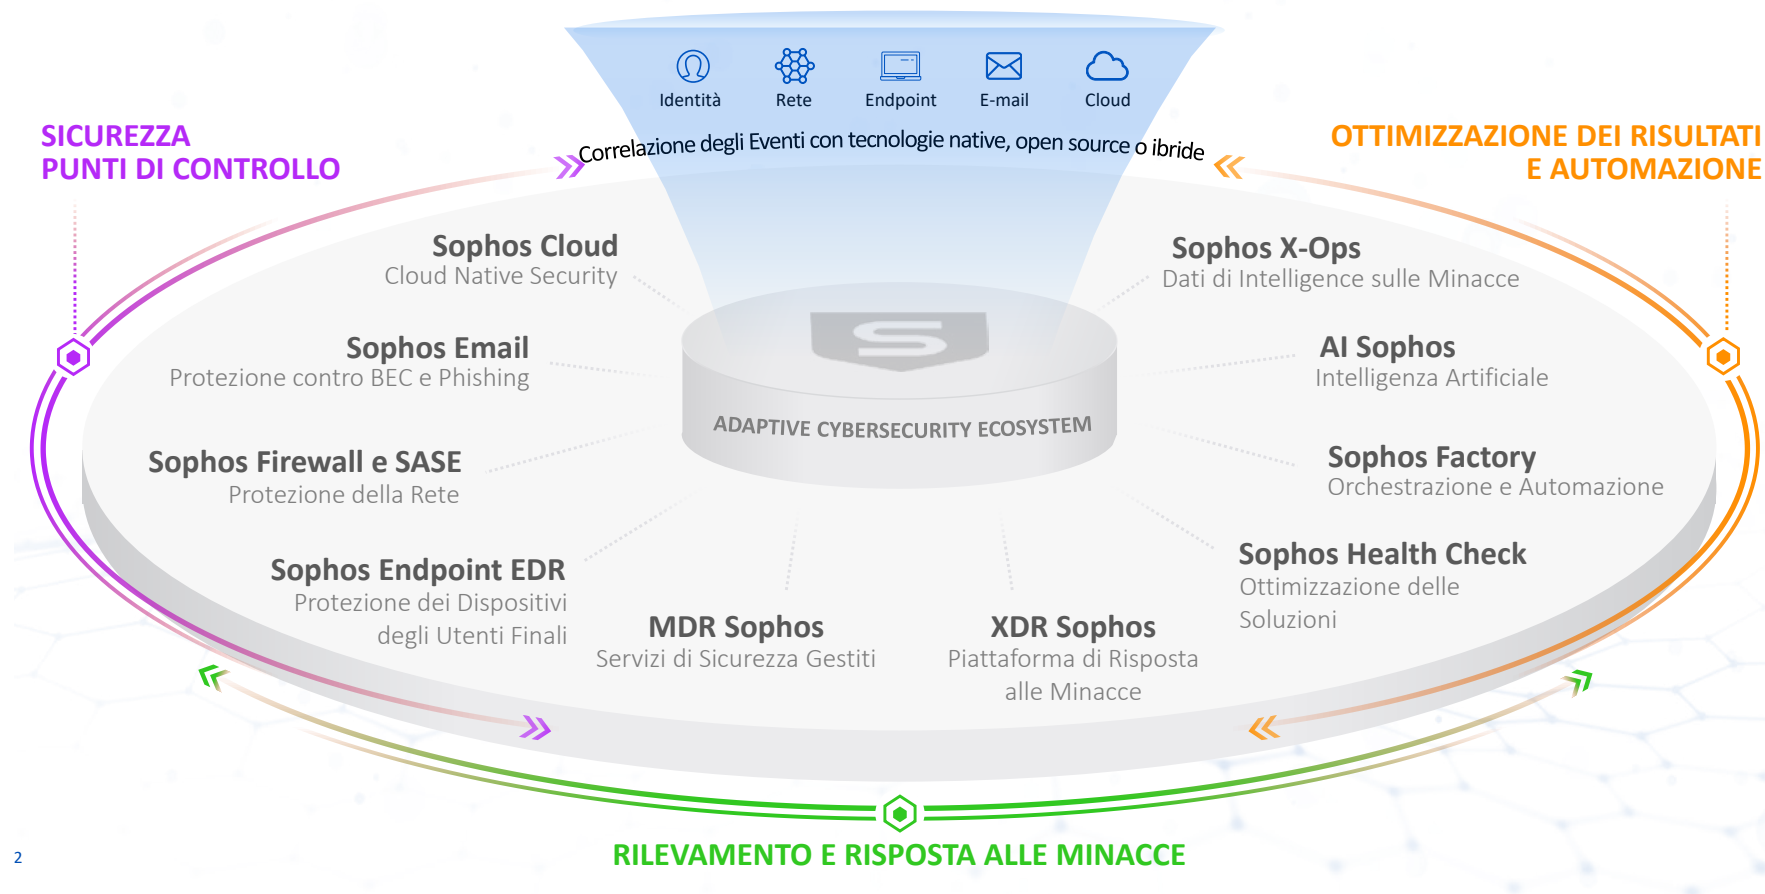 Identità
Rete
Endpoint
E-mail
Cloud
Correlazione degli Eventi con tecnologie native, open source o ibride
SICUREZZA
PUNTI DI CONTROLLO
OTTIMIZZAZIONE DEI RISULTATI
E AUTOMAZIONE
Sophos Cloud
Cloud Native Security
Sophos Email
Protezione contro BEC e Phishing
Sophos Firewall e SASE
Protezione della Rete
Sophos Endpoint EDR
Protezione dei Dispositivi
degli Utenti Finali
MDR Sophos
Servizi di Sicurezza Gestiti
XDR Sophos
Piattaforma di Risposta
alle Minacce
Sophos X-Ops
Dati di Intelligence sulle Minacce
AI Sophos
Intelligenza Artificiale
Sophos Factory
Orchestrazione e Automazione
Sophos Health Check
Ottimizzazione delle
Soluzioni
S
ADAPTIVE CYBERSECURITY ECOSYSTEM
RILEVAMENTO E RISPOSTA ALLE MINACCE
2